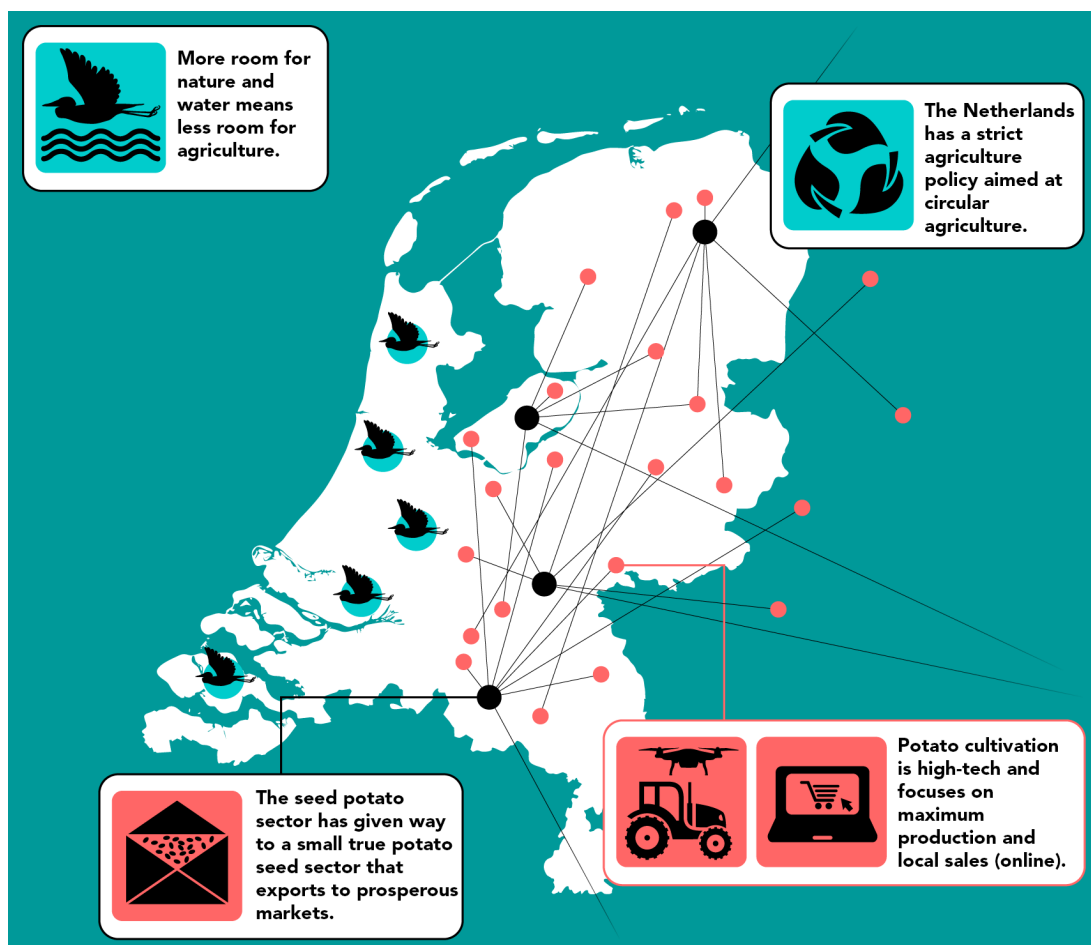 More room for
nature and
water means
less room for
agriculture.
The Netherlands
has a strict
agriculture
policy aimed at
circular
agriculture.
The seed potato
sector has given way
to a small true potato
seed sector that
exports to prosperous
markets.
Potato cultivation
is high-tech and
focuses on
maximum
production and
local sales (online).